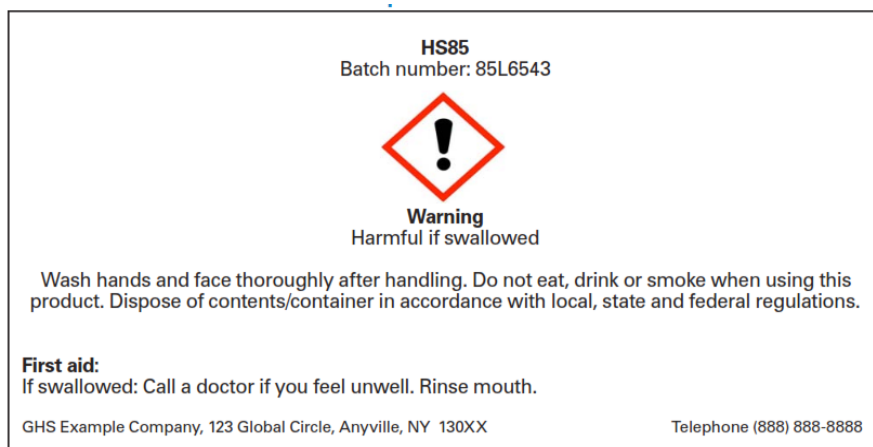 HS85
Batch number: 85L6543
!
Warning
Harmful if swallowed
Wash hands and face thoroughly after handling. Do not eat, drink or smoke when using this
product. Dispose of contents/container in accordance with local, state and federal regulations.
First aid:
If swallowed: Call a doctor if you feel unwell. Rinse mouth.
GHS Example Company, 123 Global Circle, Anyville, NY 130XX Telephone (888) 888-8888